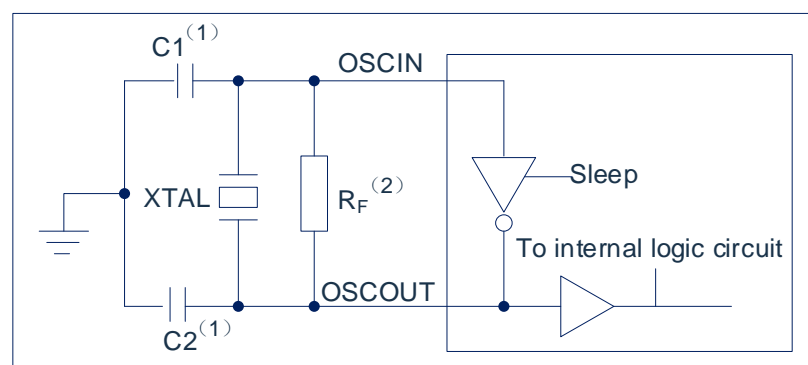 C1（1）
OSCIN
Sleep
XTAL
RF（2）
To internal logic circuit
OSCOUT
C2（1）